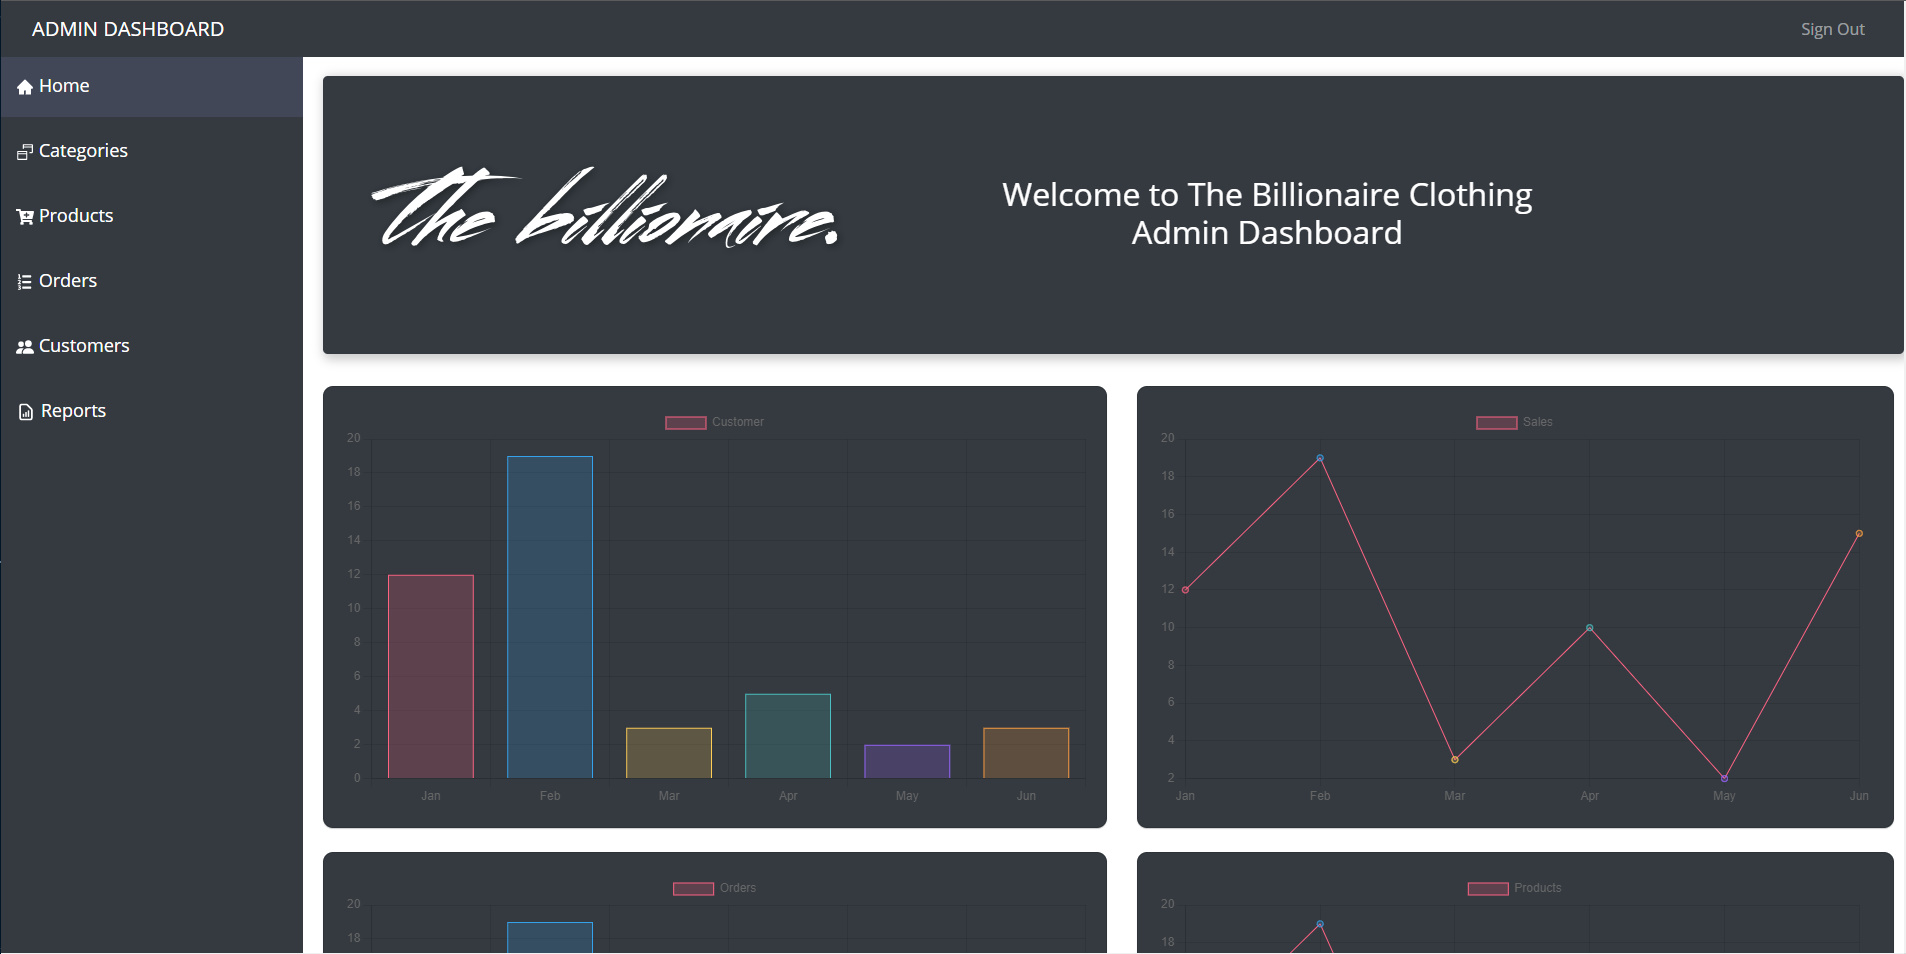 ADMIN DASHBOARD
Sign Out
Home
Categories
Products
Orders
Customers
Reports
The billionaire.
Welcome to The Billionaire Clothing
Admin Dashboard
Customer
20
18
16
14
12
10
8
6
4
2
0
Jan Feb Mar Apr May Jun
Sales
20
18
16
14
12
10
8
6
4
2
Jan Feb Mar Apr May Jun
Orders
20
18
Products
20
18